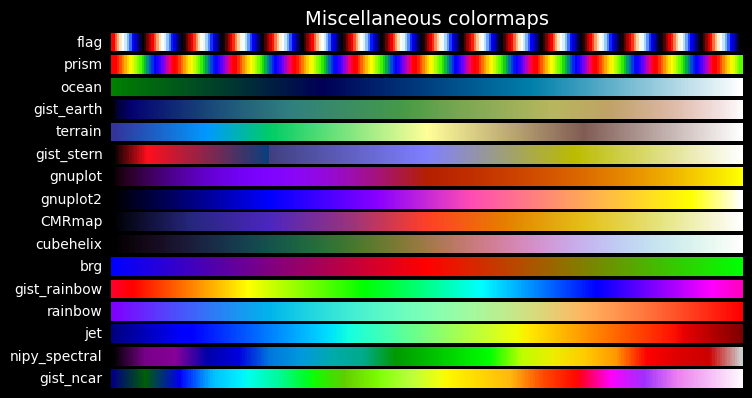 Miscellaneous colormaps
flag
prism
ocean
gist_earth
terrain
gist_stern
gnuplot
gnuplot2
CMRmap
cubehelix
brg
gist_rainbow
rainbow
jet
nipy_spectral
gist_ncar